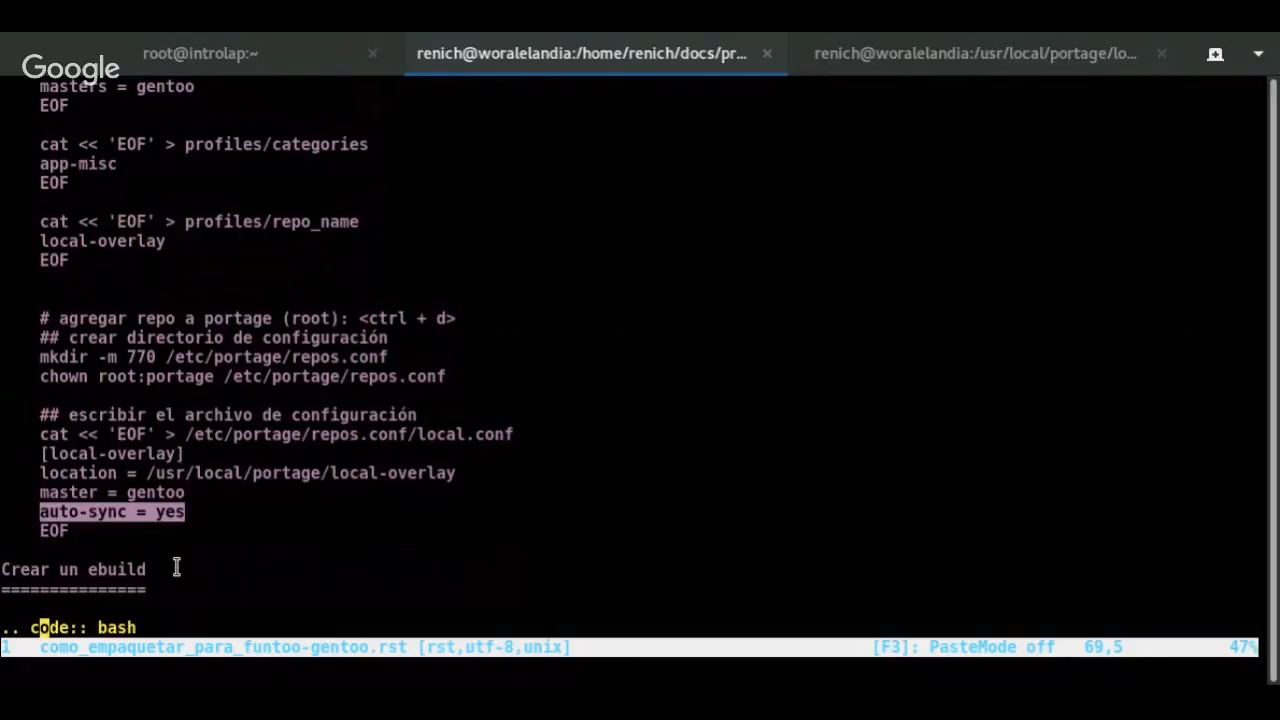 root@introlap:~
renich@woralelandia:/home/renich/docs/pr...
renich@woralelandia:/usr/local/portage/lo...
Google
masters = gentoo
EOF
cat << 'EOF' > profiles/categories
app-misc
EOF
cat << 'EOF' > profiles/repo_name
local-overlay
EOF
# agregar repo a portage (root): <ctrl + d>
## crear directorio de configuración
mkdir -m 770 /etc/portage/repos.conf
chown root:portage /etc/portage/repos.conf
## escribir el archivo de configuración
cat << 'EOF' > /etc/portage/repos.conf/local.conf
[local-overlay]
location = /usr/local/portage/local-overlay
master = gentoo
auto-sync = yes
EOF
Crear un ebuild
===============
.. code:: bash
1 como_empaquetar_para_funtoo-gentoo.rst [rst,utf-8,unix] [F3]: PasteMode off 69,5 47%